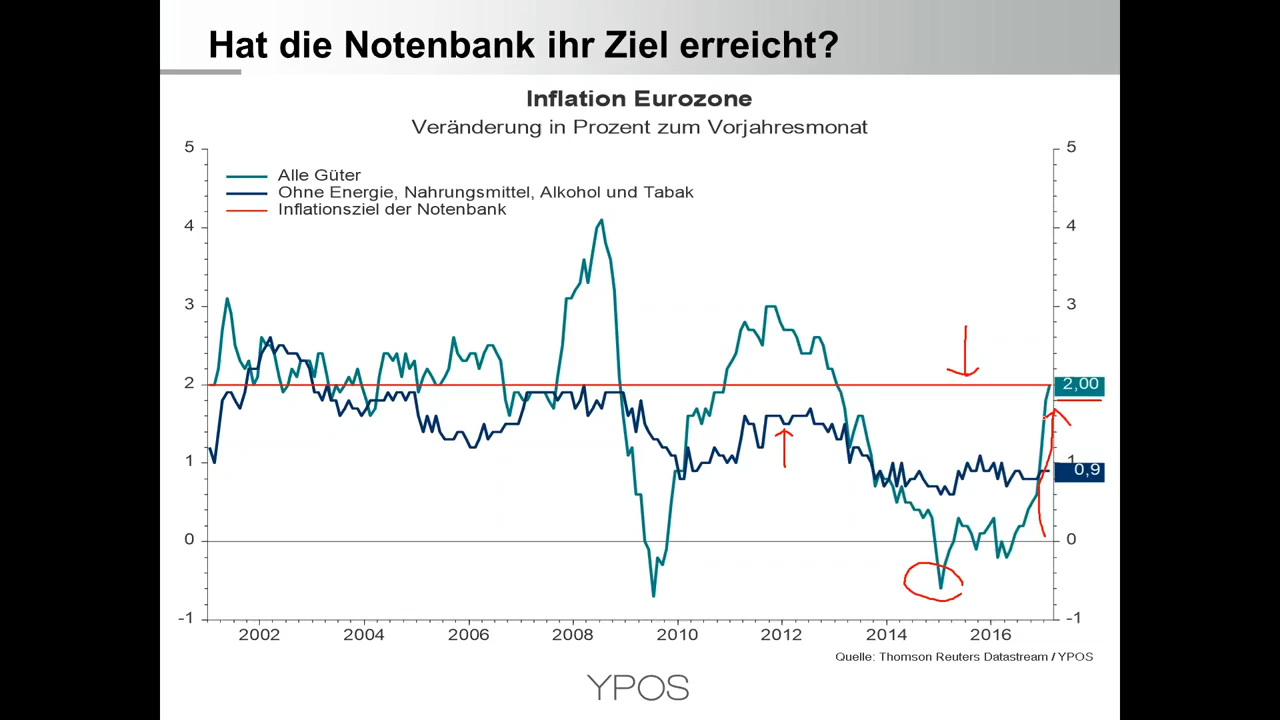 Hat die Notenbank ihr Ziel erreicht?
Inflation Eurozone
Veränderung in Prozent zum Vorjahresmonat
5 5
Alle Güter
Ohne Energie, Nahrungsmittel, Alkohol und Tabak
Inflationsziel der Notenbank
4 4
3 3
2 2,00
1 1
0,9
0 0
-1 -1
2002 2004 2006 2008 2010 2012 2014 2016
Quelle: Thomson Reuters Datastream / YPOS
YPOS